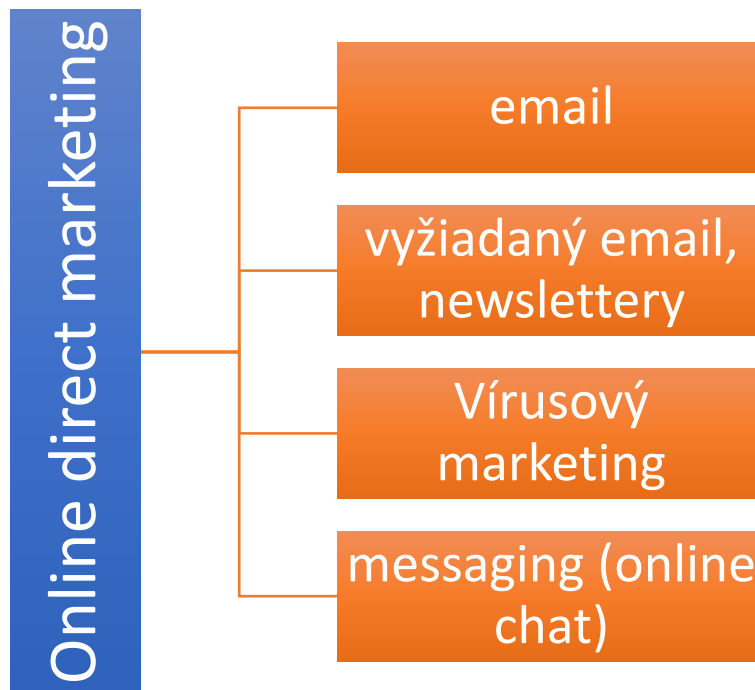 Online direct marketing
email
vyžiadaný email,
newslettery
Vírusový
marketing
messaging (online
chat)